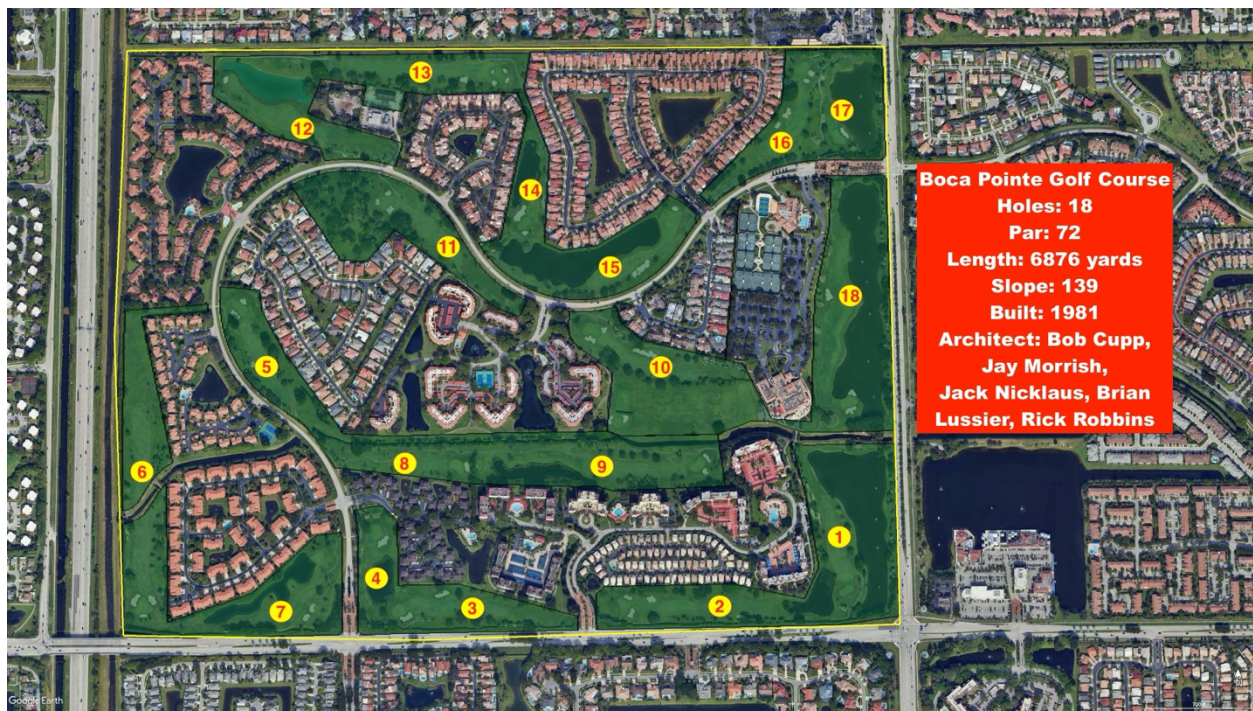 13
17
12
16
14
11
15
18
5
10
6
8
9
1
4
7
3
2
Boca Pointe Golf Course
Holes: 18
Par: 72
Length: 6876 yards
Slope: 139
Built: 1981
Architect: Bob Cupp,
Jay Morrish,
Jack Nicklaus, Brian
Lussier, Rick Robbins
Google Earth